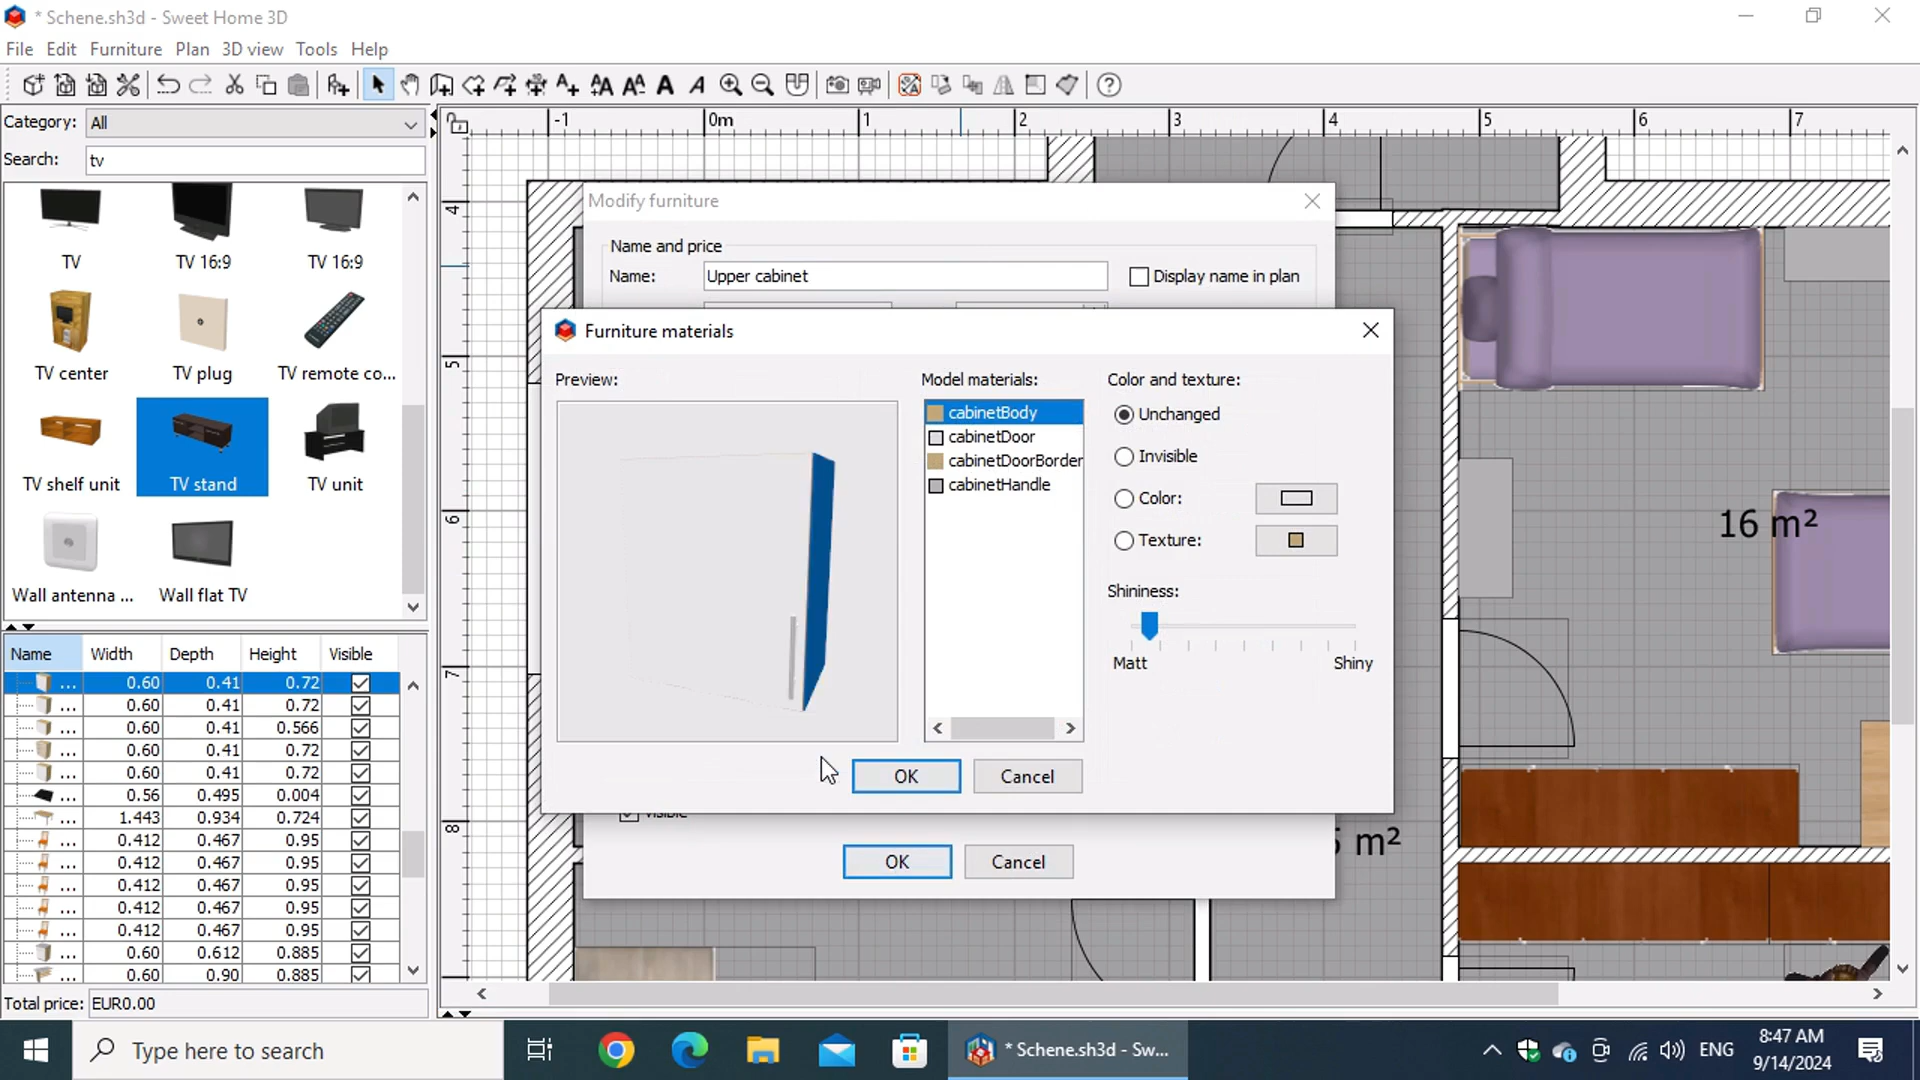 * Schene.sh3d - Sweet Home 3D
File Edit Furniture Plan 3D view Tools Help
Category: All
Search: tv
TV TV 16:9 TV 16:9
TV center TV plug TV remote co...
TV shelf unit TV stand TV unit
Wall antenna ... Wall flat TV
Name Width Depth Height Visible
... 0.60 0.41 0.72
... 0.60 0.41 0.72
... 0.60 0.41 0.566
... 0.60 0.41 0.72
... 0.60 0.41 0.72
... 0.56 0.495 0.004
... 1.443 0.934 0.724
... 0.412 0.467 0.95
... 0.412 0.467 0.95
... 0.412 0.467 0.95
... 0.412 0.467 0.95
... 0.412 0.467 0.95
... 0.60 0.612 0.885
... 0.60 0.90 0.885
Total price: EUR0.00
-1 0m 1 2 3 4 5 6 7
4
5
6
7
8
Modify furniture
Name and price
Name: Upper cabinet Display name in plan
Furniture materials
Preview: Model materials: Color and texture:
cabinetBody
cabinetDoor
cabinetDoorBorder
cabinetHandle
Unchanged
Invisible
Color:
Texture:
Shininess:
Matt Shiny
OK Cancel
Visible
OK Cancel
16 m²
m²
Type here to search
* Schene.sh3d - Sw...
ENG
8:47 AM
9/14/2024